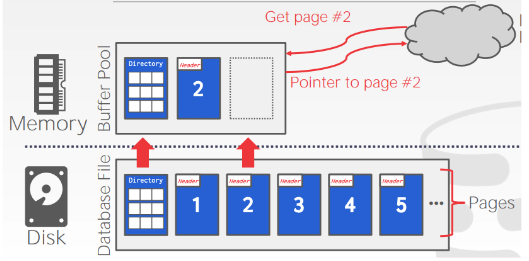 Get page #2
Buffer Pool
Directory
Header
2
Pointer to page #2
Memory
Database File
Directory
Header
1
Header
2
Header
3
Header
4
Header
5
...
Pages
Disk